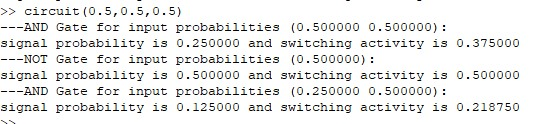 >> circuit(0.5,0.5,0.5)
---AND Gate for input probabilities (0.500000 0.500000):
signal probability is 0.250000 and switching activity is 0.375000
---NOT Gate for input probabilities (0.500000):
signal probability is 0.500000 and switching activity is 0.500000
---AND Gate for input probabilities (0.250000 0.500000):
signal probability is 0.125000 and switching activity is 0.218750
>>